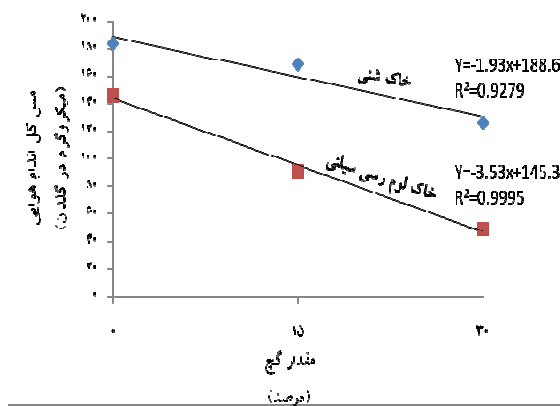 مس کل اندام هوایی
(میکروگرم در گلدان)
۲۰۰
۱۸۰
۱۶۰
۱۴۰
۱۲۰
۱۰۰
۸۰
۶۰
۴۰
۲۰
۰
خاک شنی
Y=-1.93x+188.6
R²=0.9279
خاک لوم رسی سیلتی
Y=-3.53x+145.3
R²=0.9995
۰ ۱۵ ۳۰
مقدار گچ
(درصد)